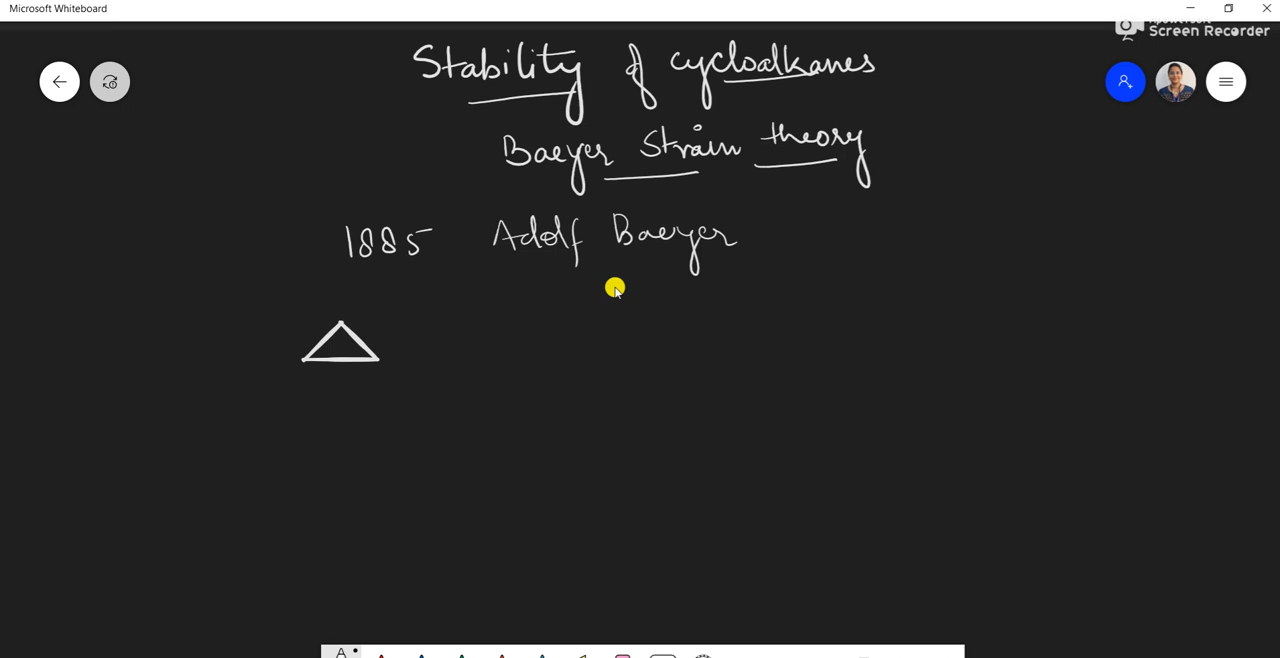 Microsoft Whiteboard
Screen Recorder
Stability of cycloalkanes
Baeyer Strain theory
1885 Adolf Baeyer
A